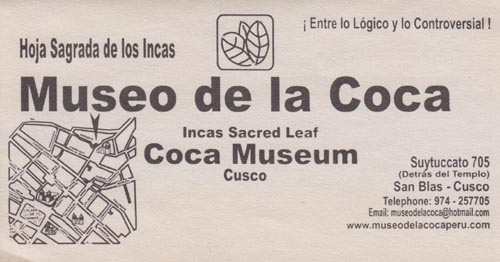 ¡ Entre lo Lógico y lo Controversial !
Hoja Sagrada de los Incas
Museo de la Coca
Incas Sacred Leaf
Coca Museum
Cusco
Suytuccato 705
(Detrás del Templo)
San Blas - Cusco
Telephone: 974 - 257705
Email: museodelacoca@hotmail.com
www.museodelacocaperu.com